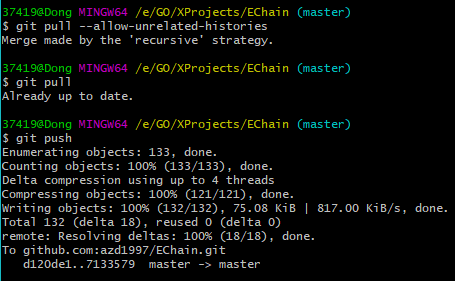 37419@Dong MINGW64 /e/GO/XProjects/EChain (master)
$ git pull --allow-unrelated-histories
Merge made by the 'recursive' strategy.
37419@Dong MINGW64 /e/GO/XProjects/EChain (master)
$ git pull
Already up to date.
37419@Dong MINGW64 /e/GO/XProjects/EChain (master)
$ git push
Enumerating objects: 133, done.
Counting objects: 100% (133/133), done.
Delta compression using up to 4 threads
Compressing objects: 100% (121/121), done.
Writing objects: 100% (132/132), 75.08 KiB | 817.00 KiB/s, done.
Total 132 (delta 18), reused 0 (delta 0)
remote: Resolving deltas: 100% (18/18), done.
To github.com:azd1997/EChain.git
   d120de1..7133579  master -> master